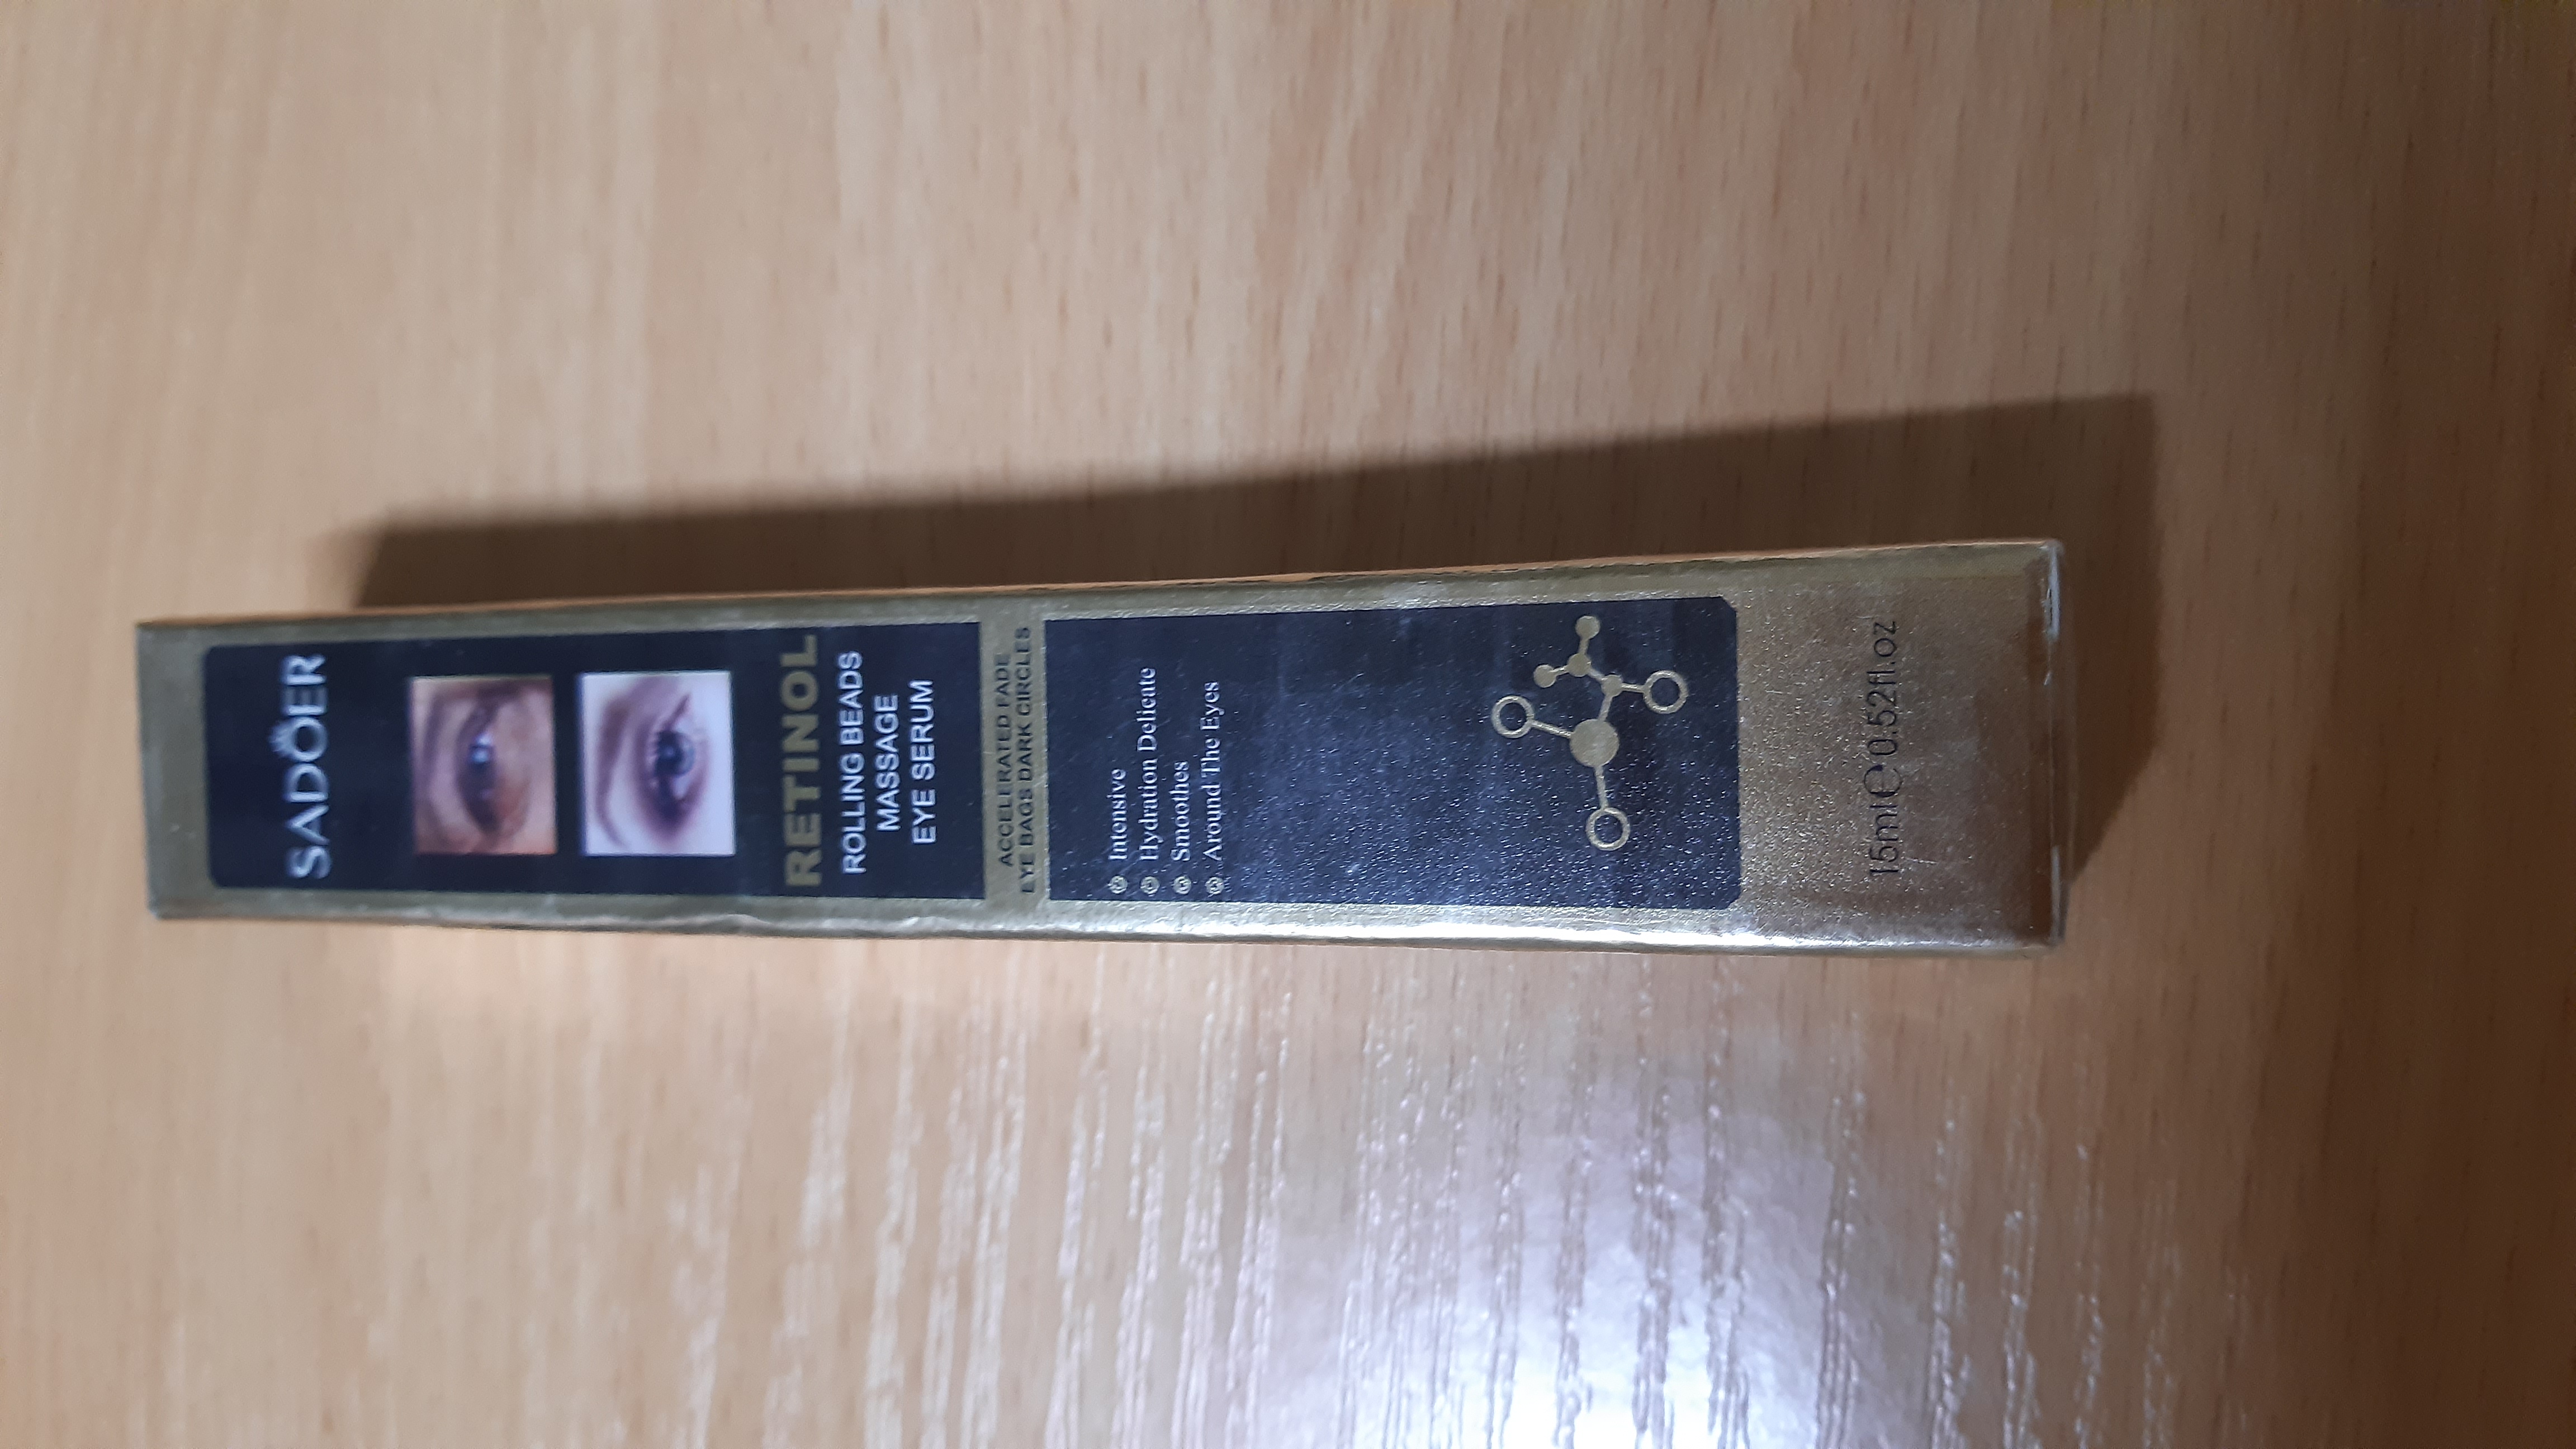 SADOER
RETINOL
ROLLING BEADS
MASSAGE
EYE SERUM
ACCELERATED FADE
EYE BAGS DARK CIRCLES
Intensive
Hydration Delicate
Smoothes
Around The Eyes
15ml℮0.52fl.oz